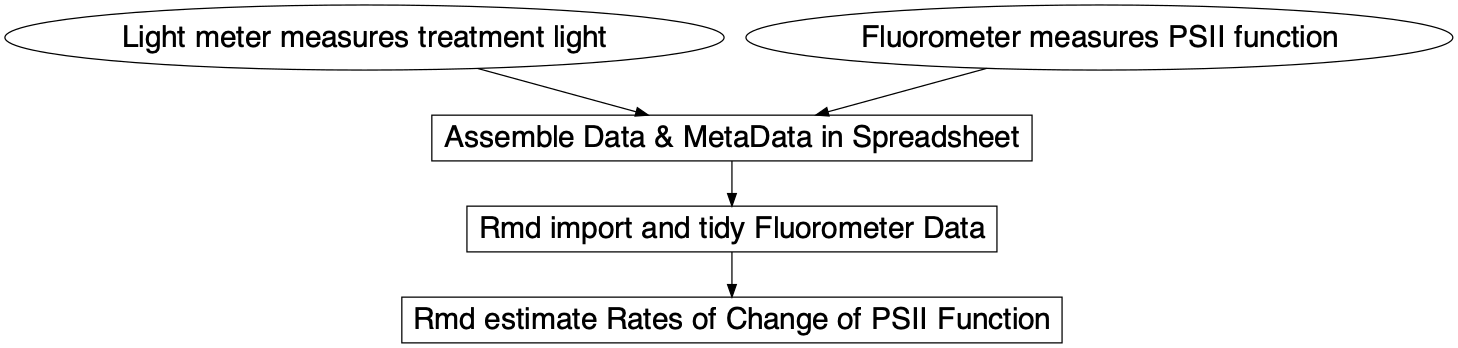 Light meter measures treatment light
Fluorometer measures PSII function
Assemble Data & MetaData in Spreadsheet
Rmd import and tidy Fluorometer Data
Rmd estimate Rates of Change of PSII Function